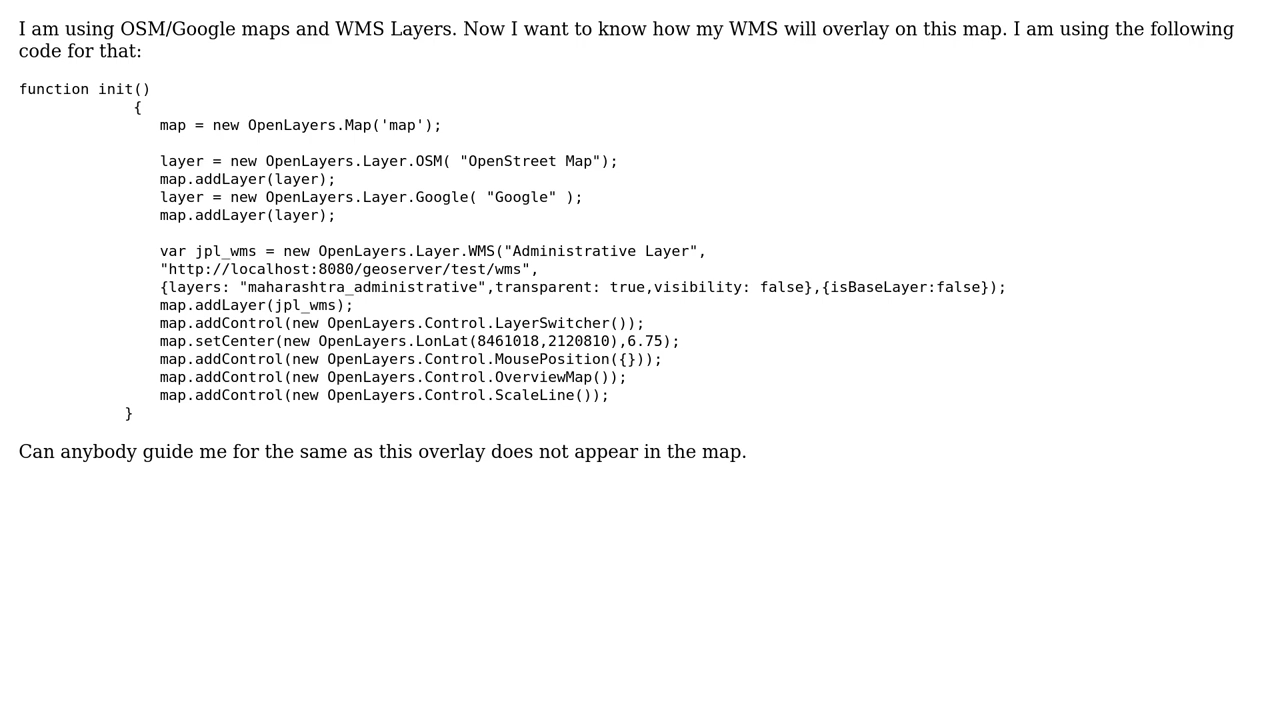 I am using OSM/Google maps and WMS Layers. Now I want to know how my WMS will overlay on this map. I am using the following
code for that:
function init()
{
map = new OpenLayers.Map('map');
layer = new OpenLayers.Layer.OSM( "OpenStreet Map");
map.addLayer(layer);
layer = new OpenLayers.Layer.Google( "Google" );
map.addLayer(layer);
var jpl_wms = new OpenLayers.Layer.WMS("Administrative Layer",
"http://localhost:8080/geoserver/test/wms",
{layers: "maharashtra_administrative",transparent: true,visibility: false},{isBaseLayer:false});
map.addLayer(jpl_wms);
map.addControl(new OpenLayers.Control.LayerSwitcher());
map.setCenter(new OpenLayers.LonLat(8461018,2120810),6.75);
map.addControl(new OpenLayers.Control.MousePosition({}));
map.addControl(new OpenLayers.Control.OverviewMap());
map.addControl(new OpenLayers.Control.ScaleLine());
}
Can anybody guide me for the same as this overlay does not appear in the map.